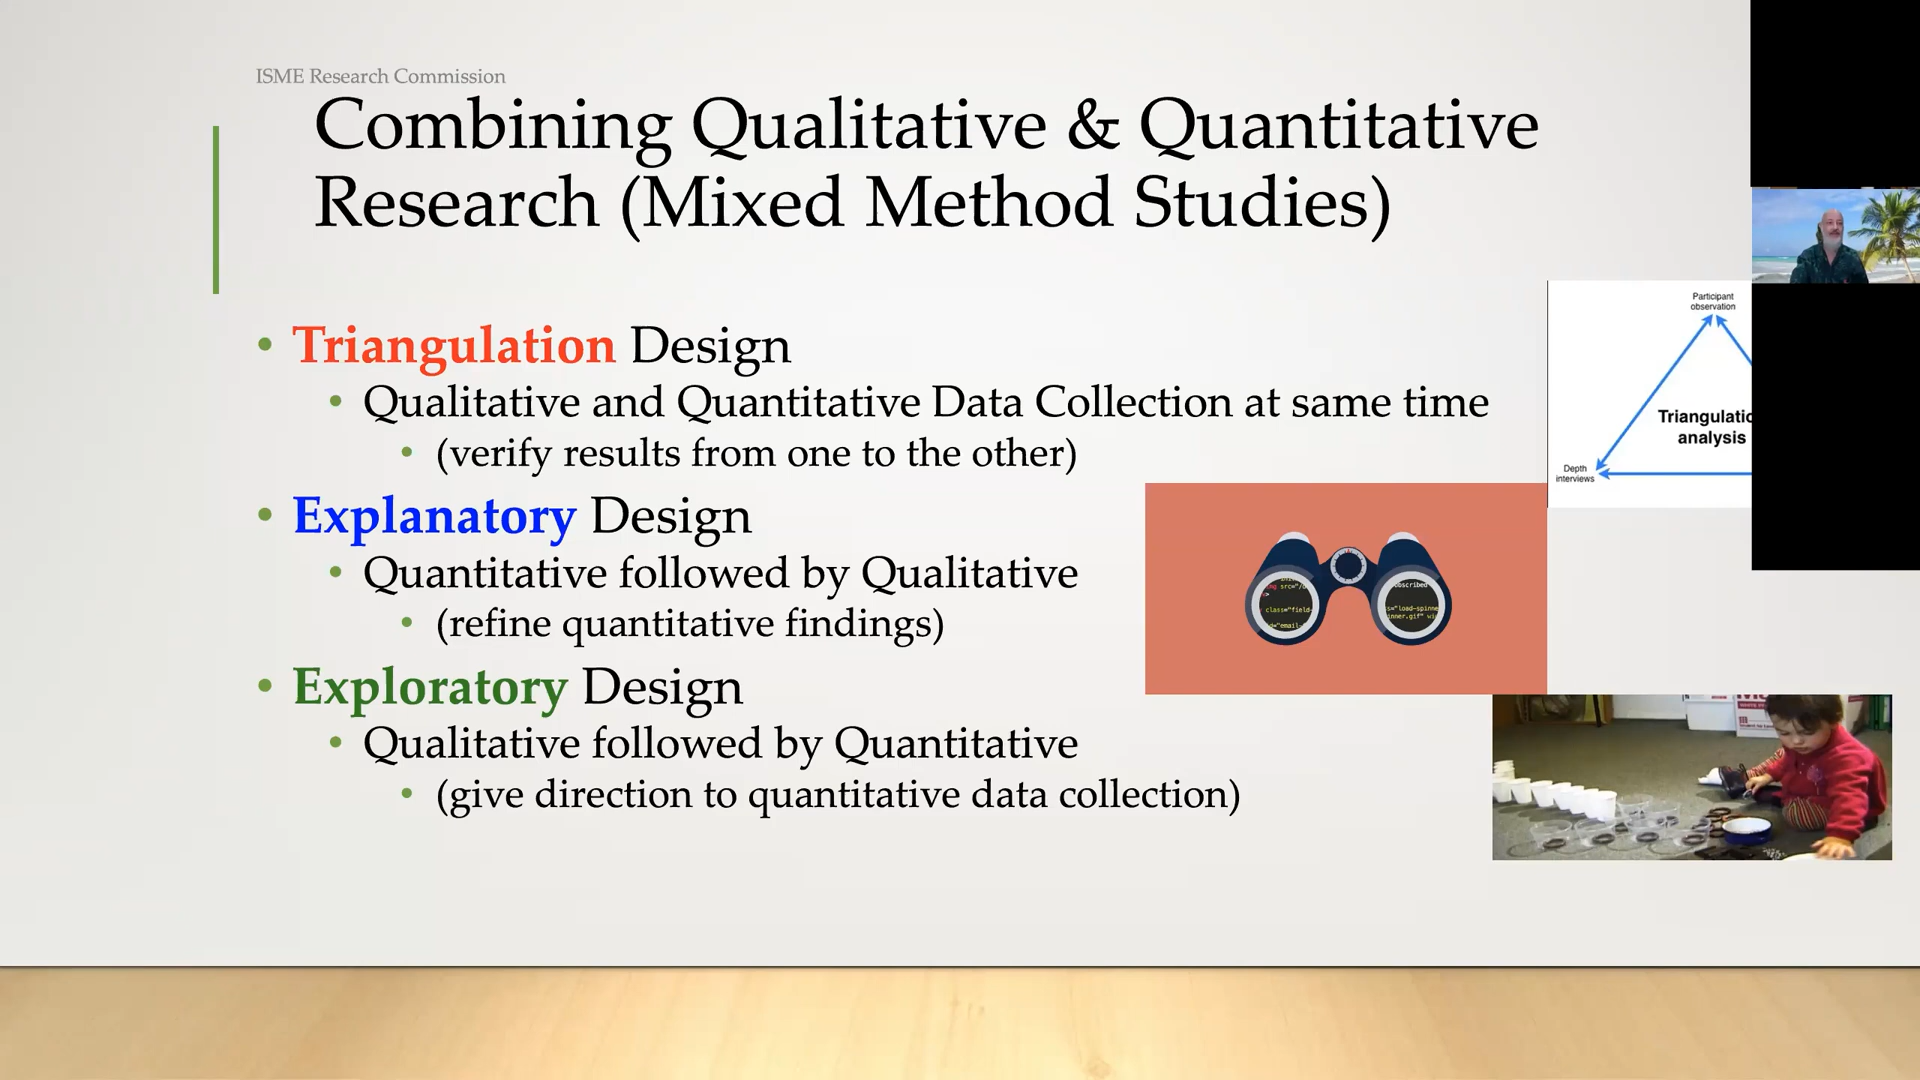 ISME Research Commission
Combining Qualitative & Quantitative
Research (Mixed Method Studies)
• Triangulation Design
• Qualitative and Quantitative Data Collection at same time
• (verify results from one to the other)
• Explanatory Design
• Quantitative followed by Qualitative
• (refine quantitative findings)
• Exploratory Design
• Qualitative followed by Quantitative
• (give direction to quantitative data collection)
Participant
observation
analysis
Depth
interviews